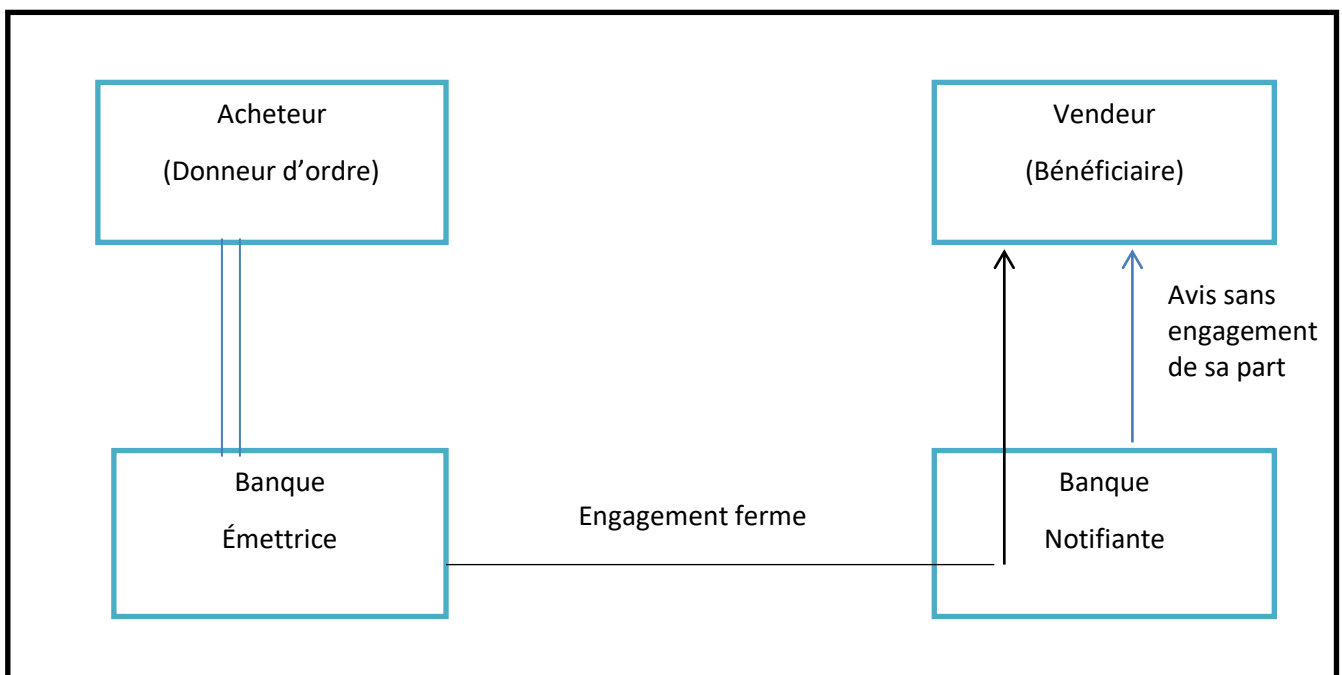 Acheteur
(Donneur d’ordre)
Vendeur
(Bénéficiaire)
Avis sans
engagement
de sa part
Banque
Émettrice
Engagement ferme
Banque
Notifiante